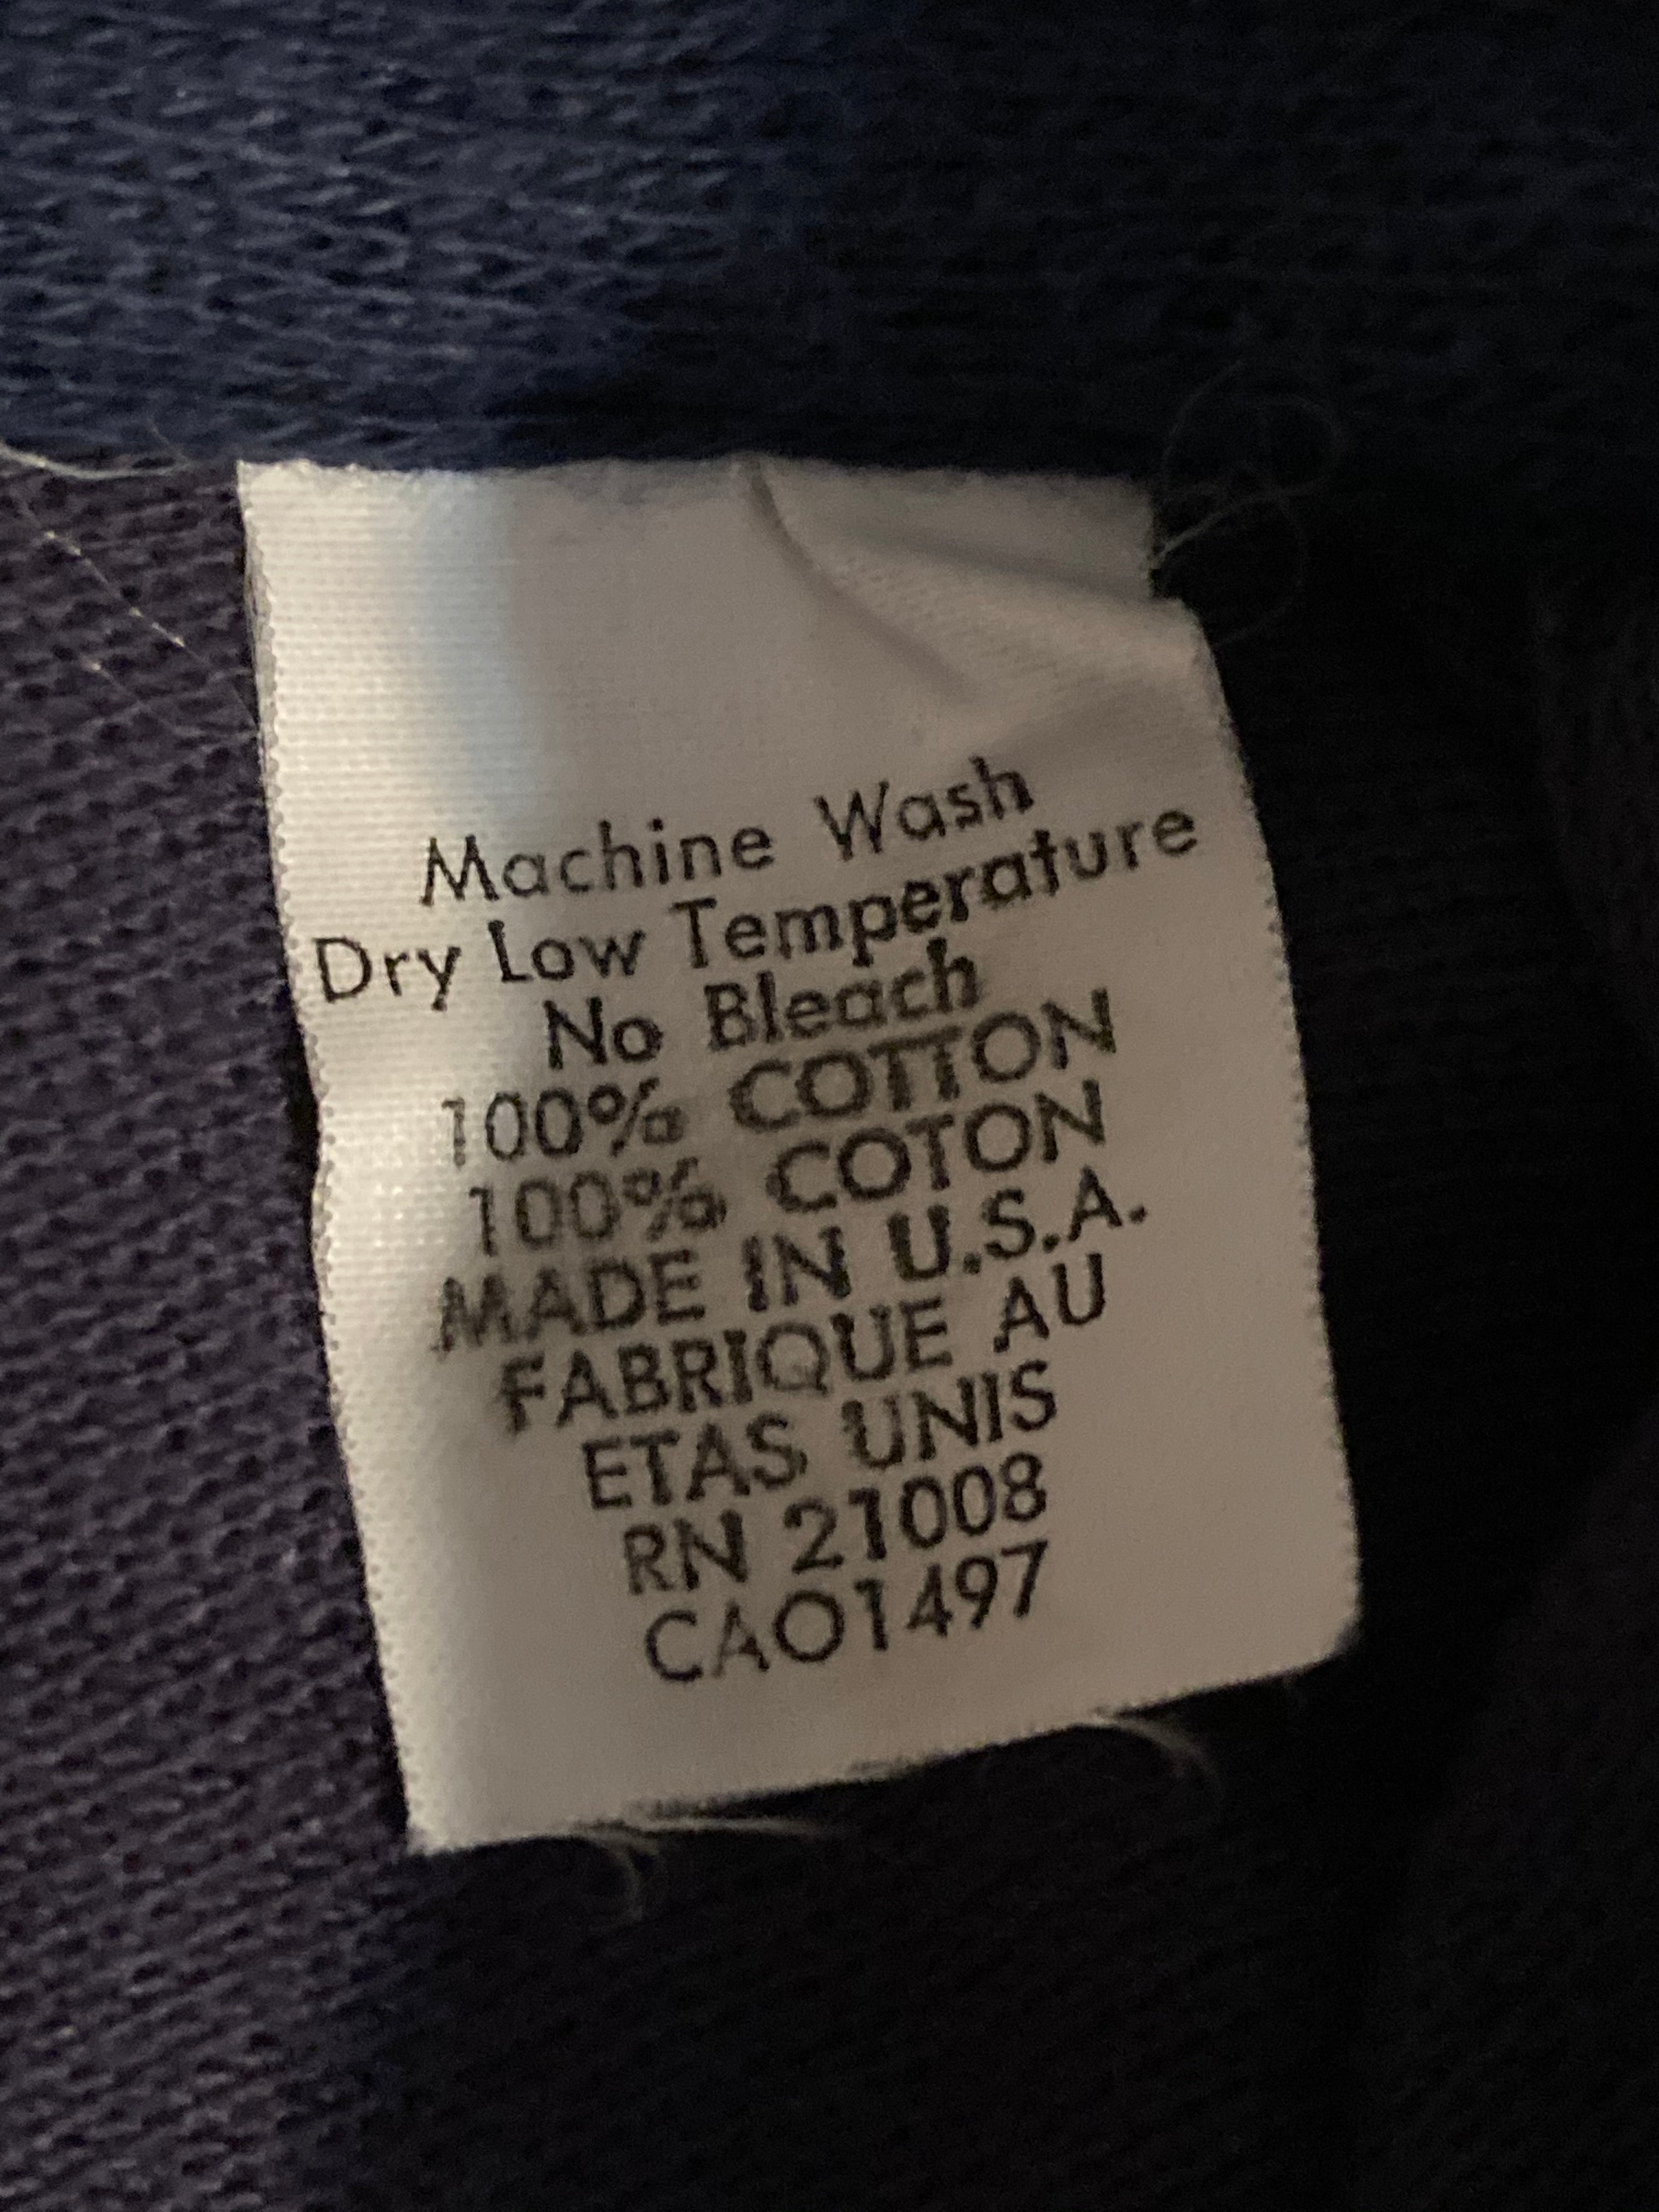 Machine Wash
Dry Low Temperature
No Bleach
100% COTTON
100% COTON
MADE IN U.S.A.
FABRIQUE AU
ETAS UNIS
RN 21008
CAO1497